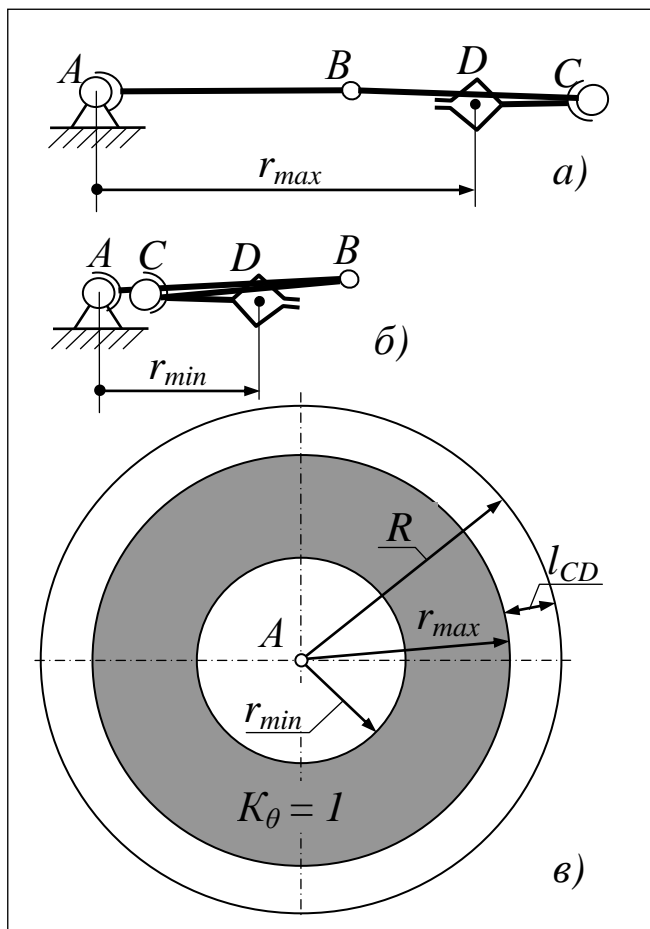 A B D C
r_max
а)
A C D B
б)
r_min
R
l_CD
A
r_max
r_min
K_θ = 1
в)